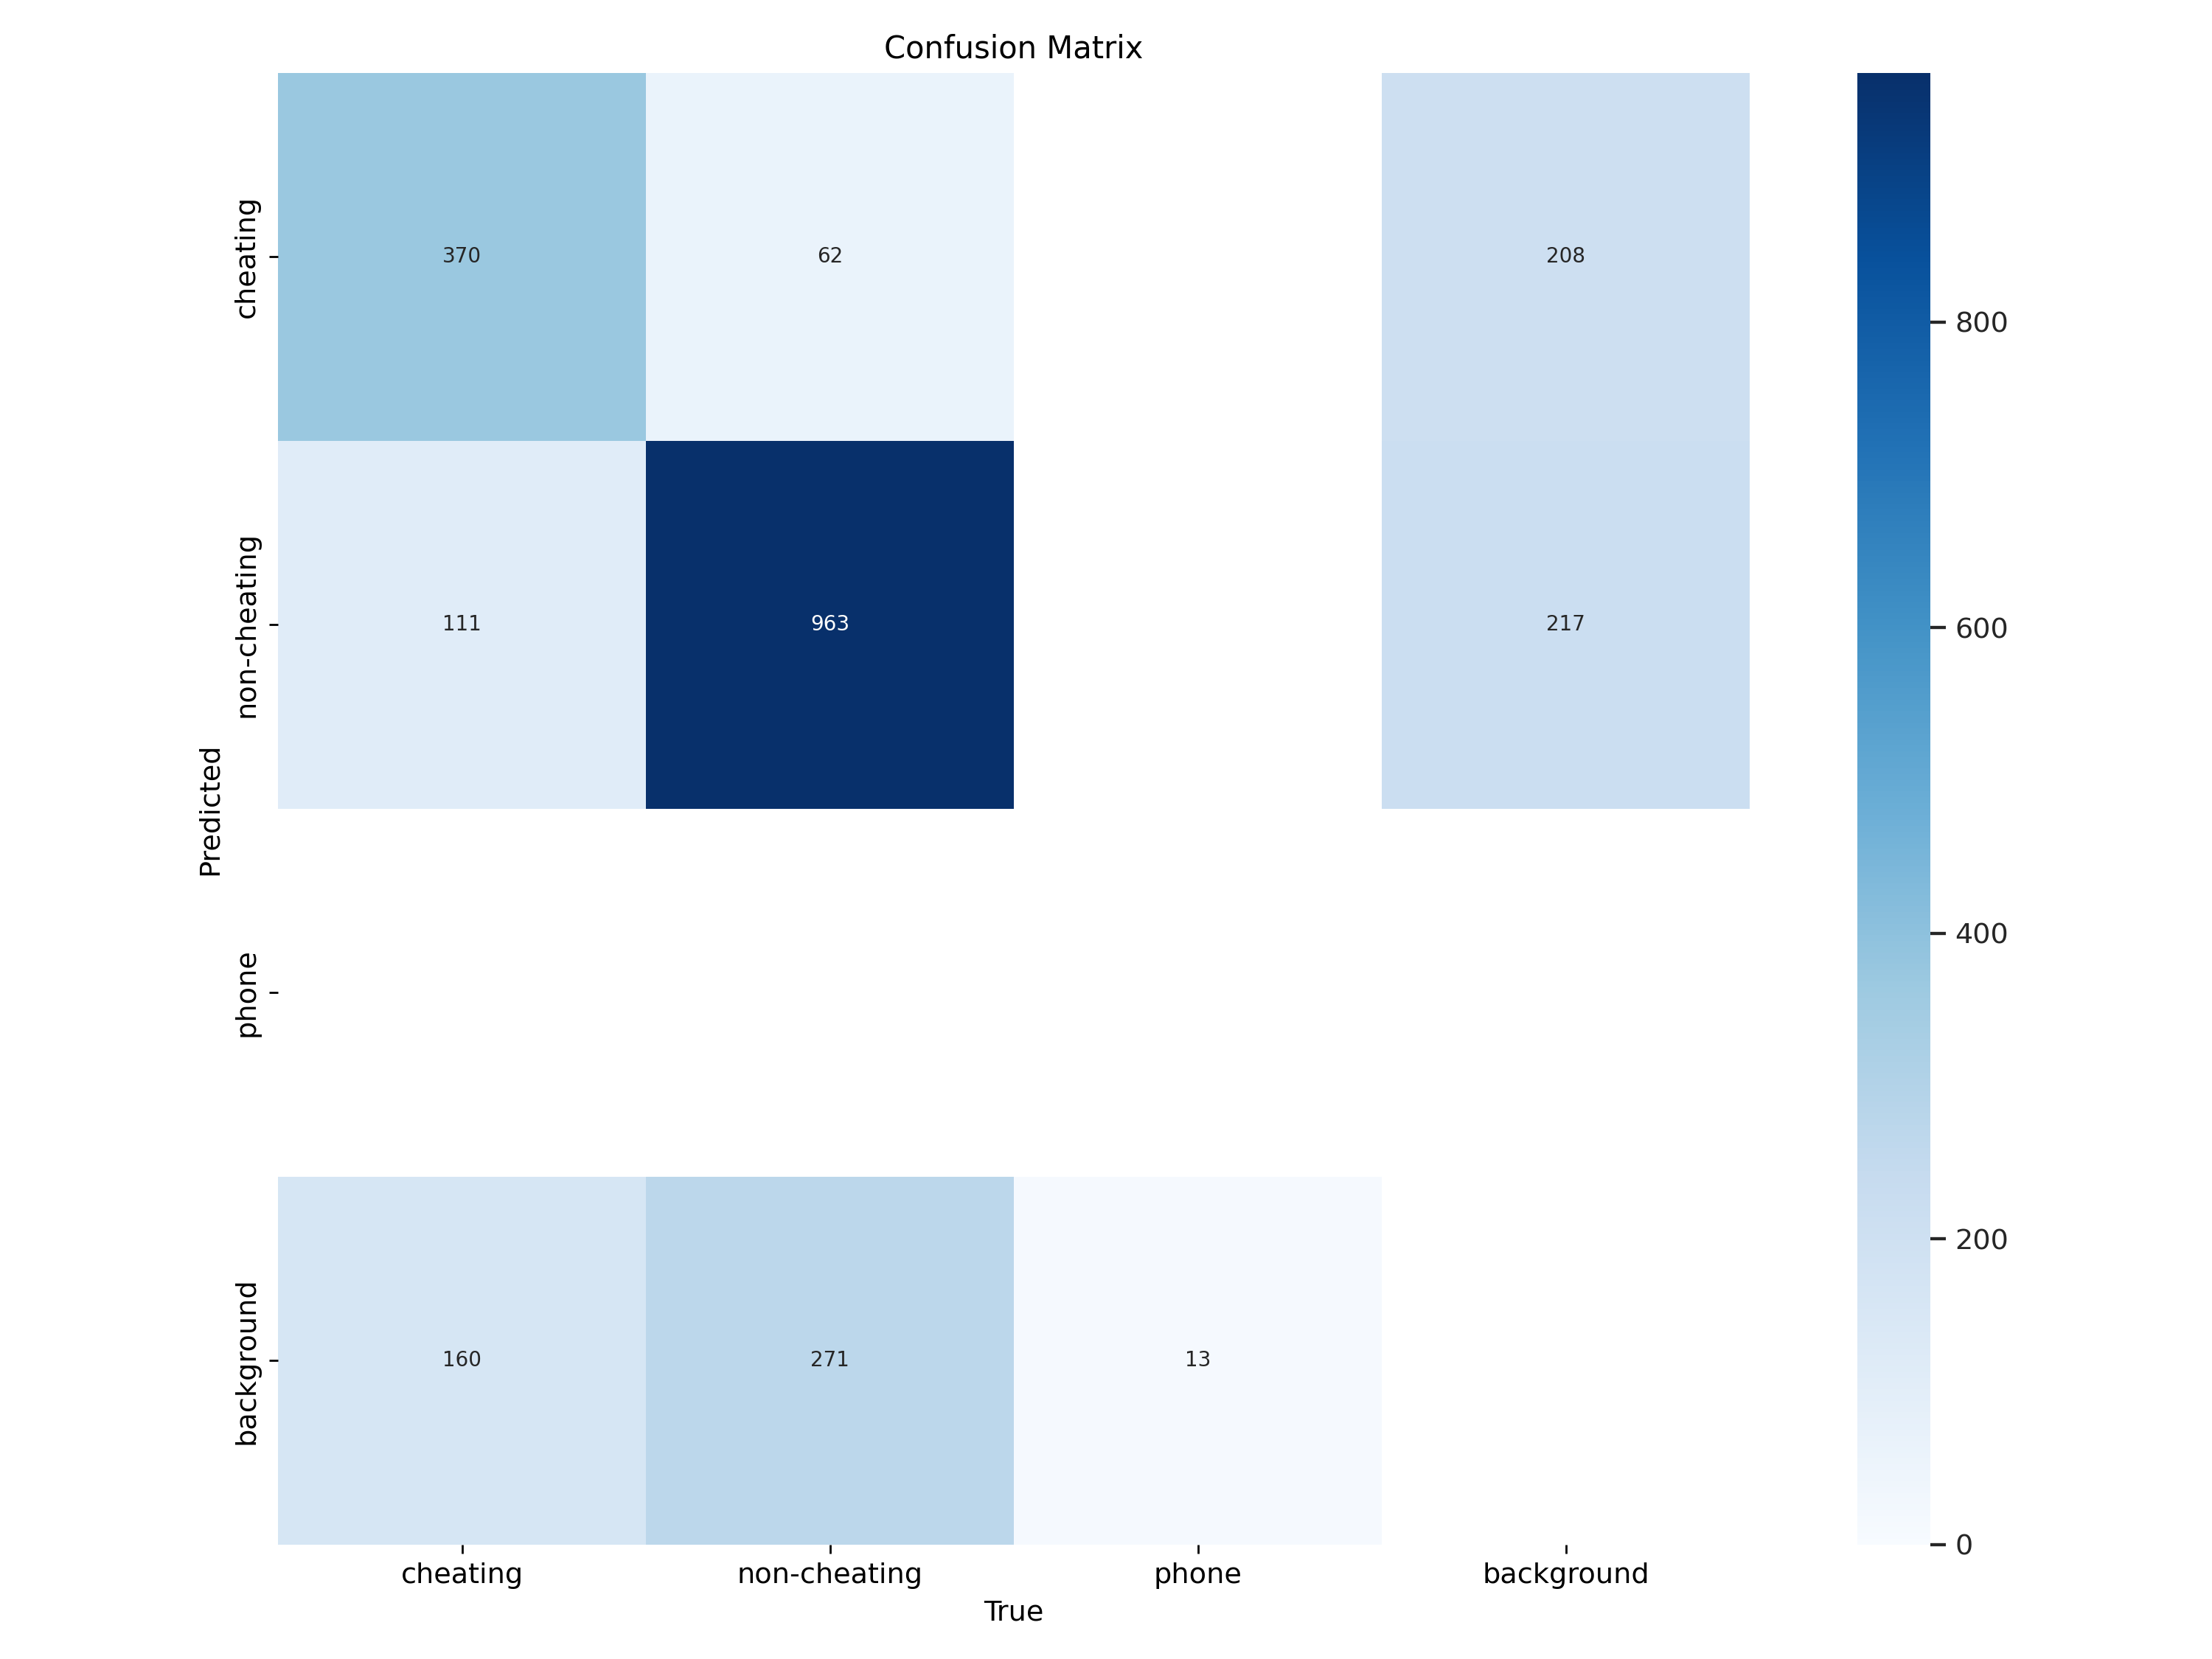 Confusion Matrix
cheating
370
62
208
800
non-cheating
111
963
217
600
Predicted
400
phone
background
160
271
13
200
0
cheating
non-cheating
phone
background
True